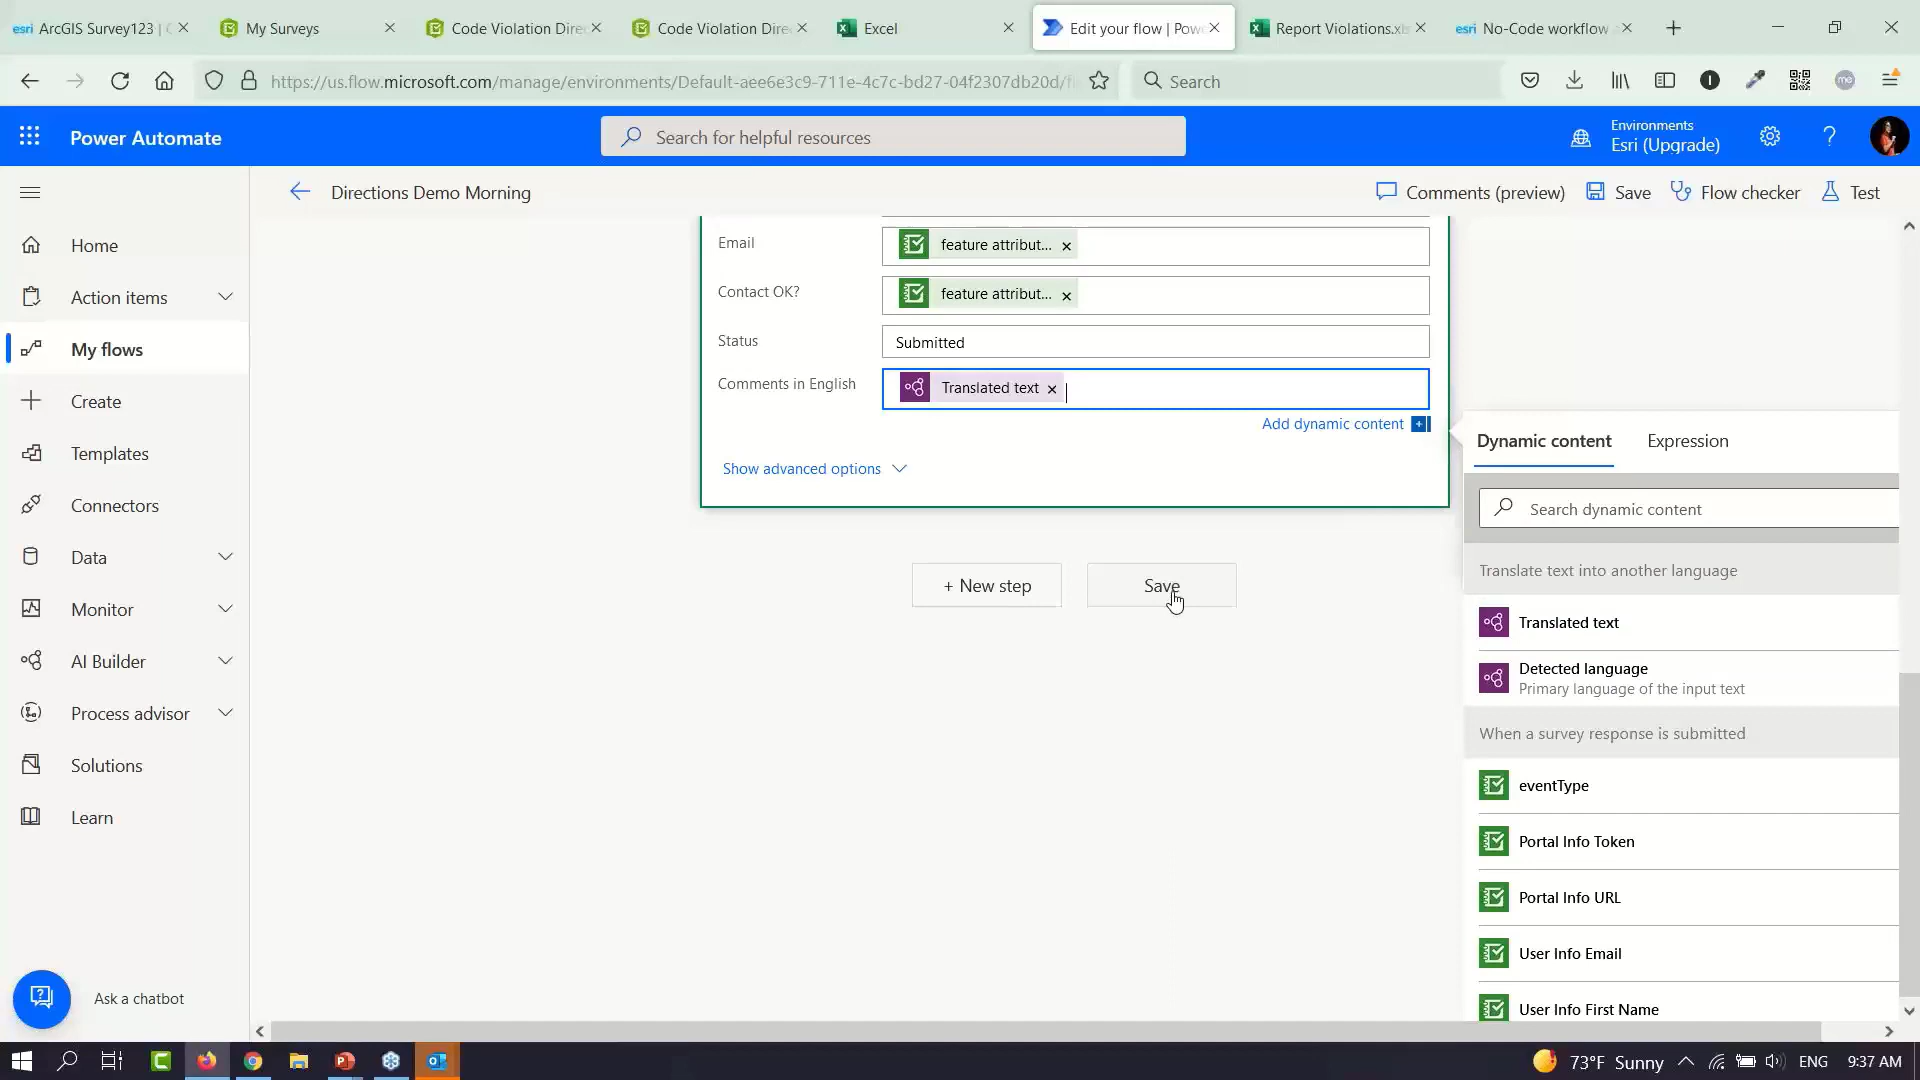 esri ArcGIS Survey123 |
My Surveys
Code Violation Dire
Code Violation Dire
Excel
Edit your flow | Pow
Report Violations.xls
esri No-Code workflow
https://us.flow.microsoft.com/manage/environments/Default-aee6e3c9-711e-4c7c-bd27-04f2307db20d/fl
Search
Power Automate
Search for helpful resources
Environments
Esri (Upgrade)
Directions Demo Morning
Comments (preview)
Save
Flow checker
Test
Home
Action items
My flows
Create
Templates
Connectors
Data
Monitor
AI Builder
Process advisor
Solutions
Learn
Ask a chatbot
Email
feature attribut...
Contact OK?
feature attribut...
Status
Submitted
Comments in English
Translated text
Add dynamic content
Show advanced options
+ New step
Save
Dynamic content
Expression
Search dynamic content
Translate text into another language
Translated text
Detected language
Primary language of the input text
When a survey response is submitted
eventType
Portal Info Token
Portal Info URL
User Info Email
User Info First Name
73°F Sunny
ENG
9:37 AM